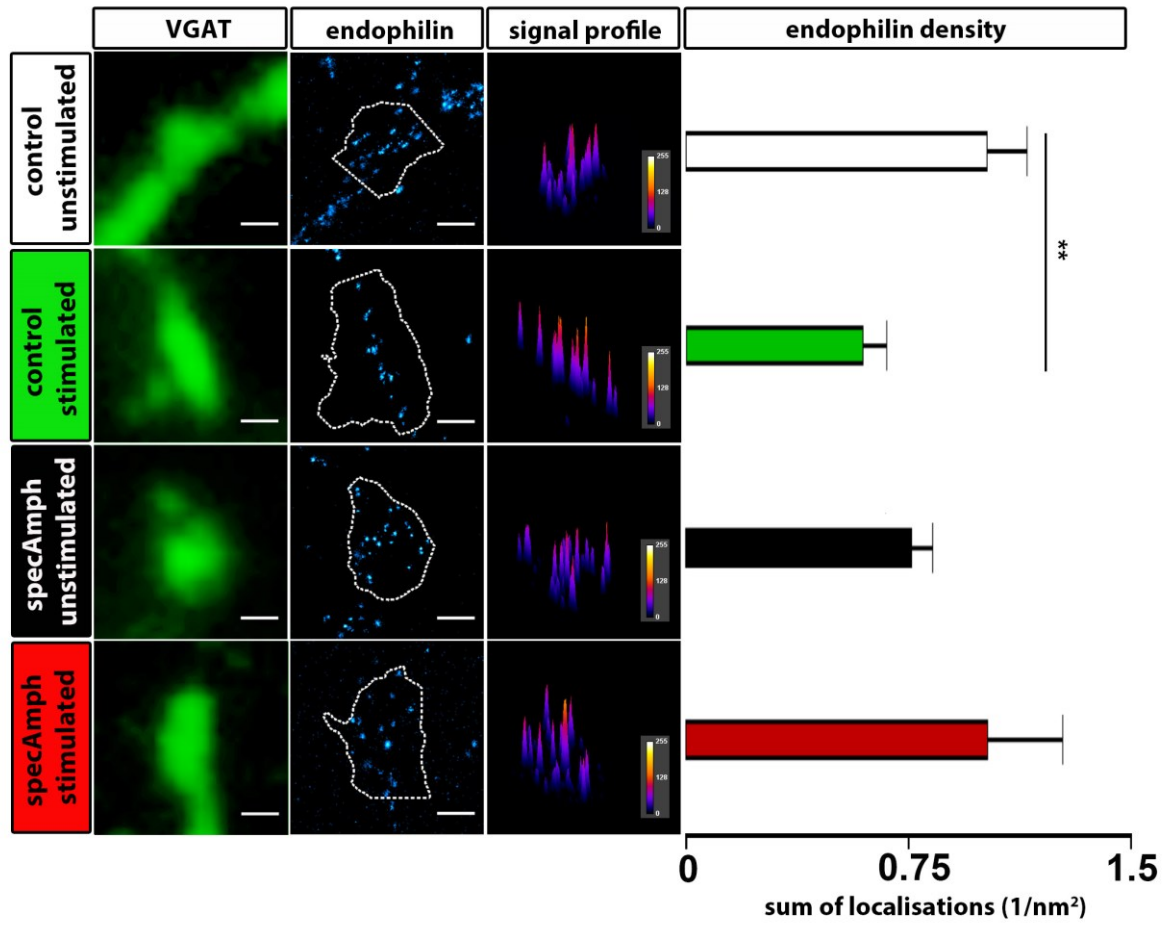 VGAT endophilin signal profile endophilin density
control
unstimulated
255
128
0
**
control
stimulated
255
128
0
specAmph
unstimulated
255
128
0
specAmph
stimulated
255
128
0
0 0.75 1.5
sum of localisations (1/nm²)